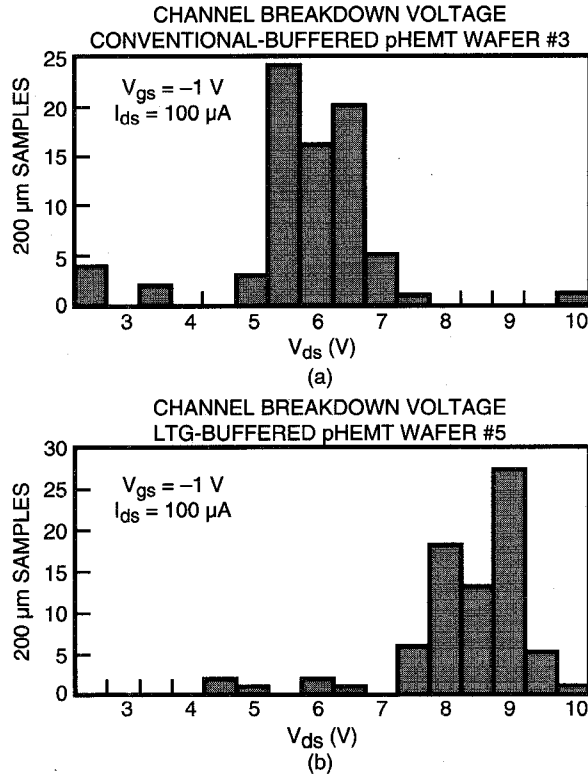 CHANNEL BREAKDOWN VOLTAGE
CONVENTIONAL-BUFFERED pHEMT WAFER #3
25
20
15
10
5
0
200 µm SAMPLES
Vgs = –1 V
Ids = 100 µA
3 4 5 6 7 8 9 10
Vds (V)
(a)
CHANNEL BREAKDOWN VOLTAGE
LTG-BUFFERED pHEMT WAFER #5
30
25
20
15
10
5
0
200 µm SAMPLES
Vgs = –1 V
Ids = 100 µA
3 4 5 6 7 8 9 10
Vds (V)
(b)